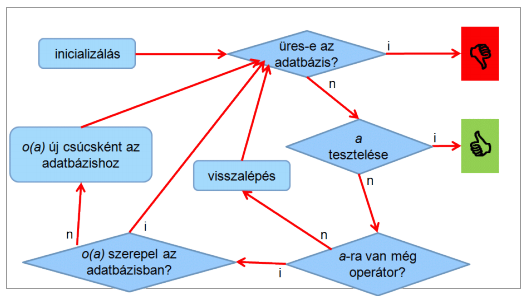 inicializálás
üres-e az
adatbázis?
i
n
a
tesztelése
i
n
o(a) új csúcsként az
adatbázishoz
visszalépés
n
i
n
o(a) szerepel az
adatbázisban?
i
a-ra van még
operátor?